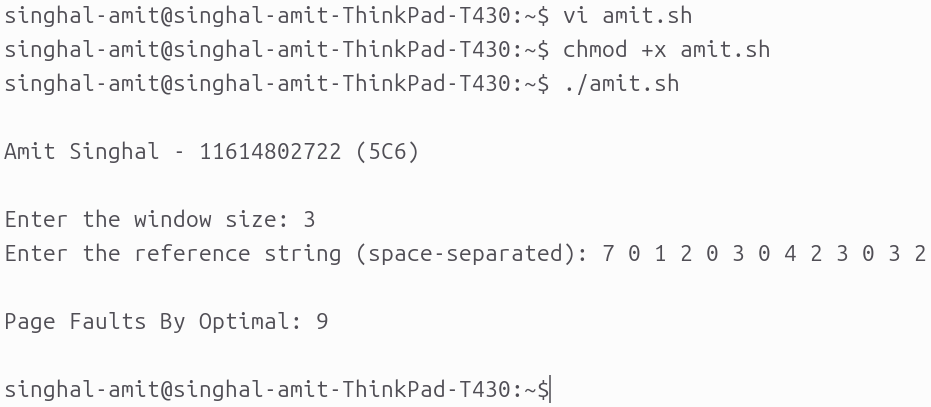 singhal-amit@singhal-amit-ThinkPad-T430:~$ vi amit.sh
singhal-amit@singhal-amit-ThinkPad-T430:~$ chmod +x amit.sh
singhal-amit@singhal-amit-ThinkPad-T430:~$ ./amit.sh
Amit Singhal - 11614802722 (5C6)
Enter the window size: 3
Enter the reference string (space-separated): 7 0 1 2 0 3 0 4 2 3 0 3 2
Page Faults By Optimal: 9
singhal-amit@singhal-amit-ThinkPad-T430:~$